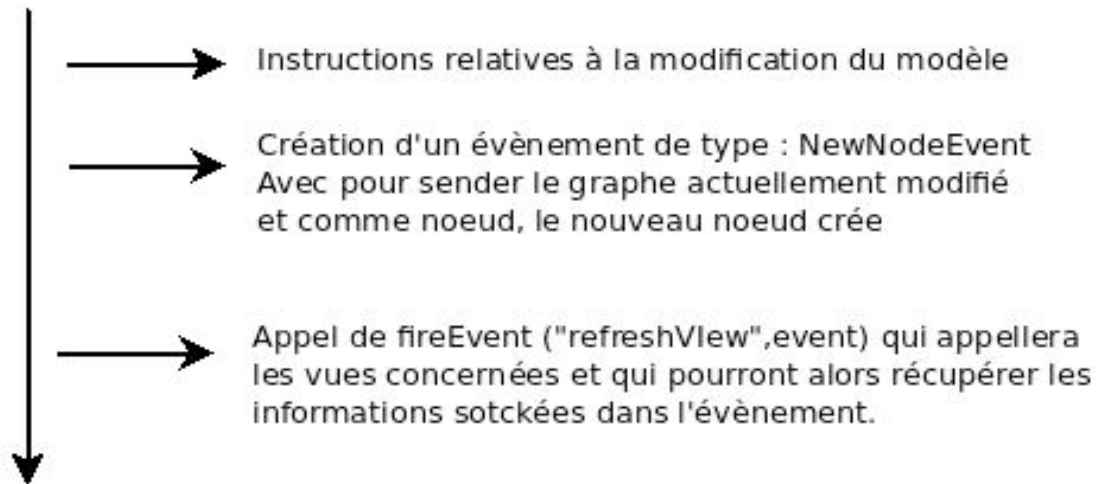 Instructions relatives à la modification du modèle
Création d'un évènement de type : NewNodeEvent
Avec pour sender le graphe actuellement modifié
et comme noeud, le nouveau noeud crée
Appel de fireEvent ("refreshVIew",event) qui appellera
les vues concernées et qui pourront alors récupérer les
informations sotckées dans l'évènement.